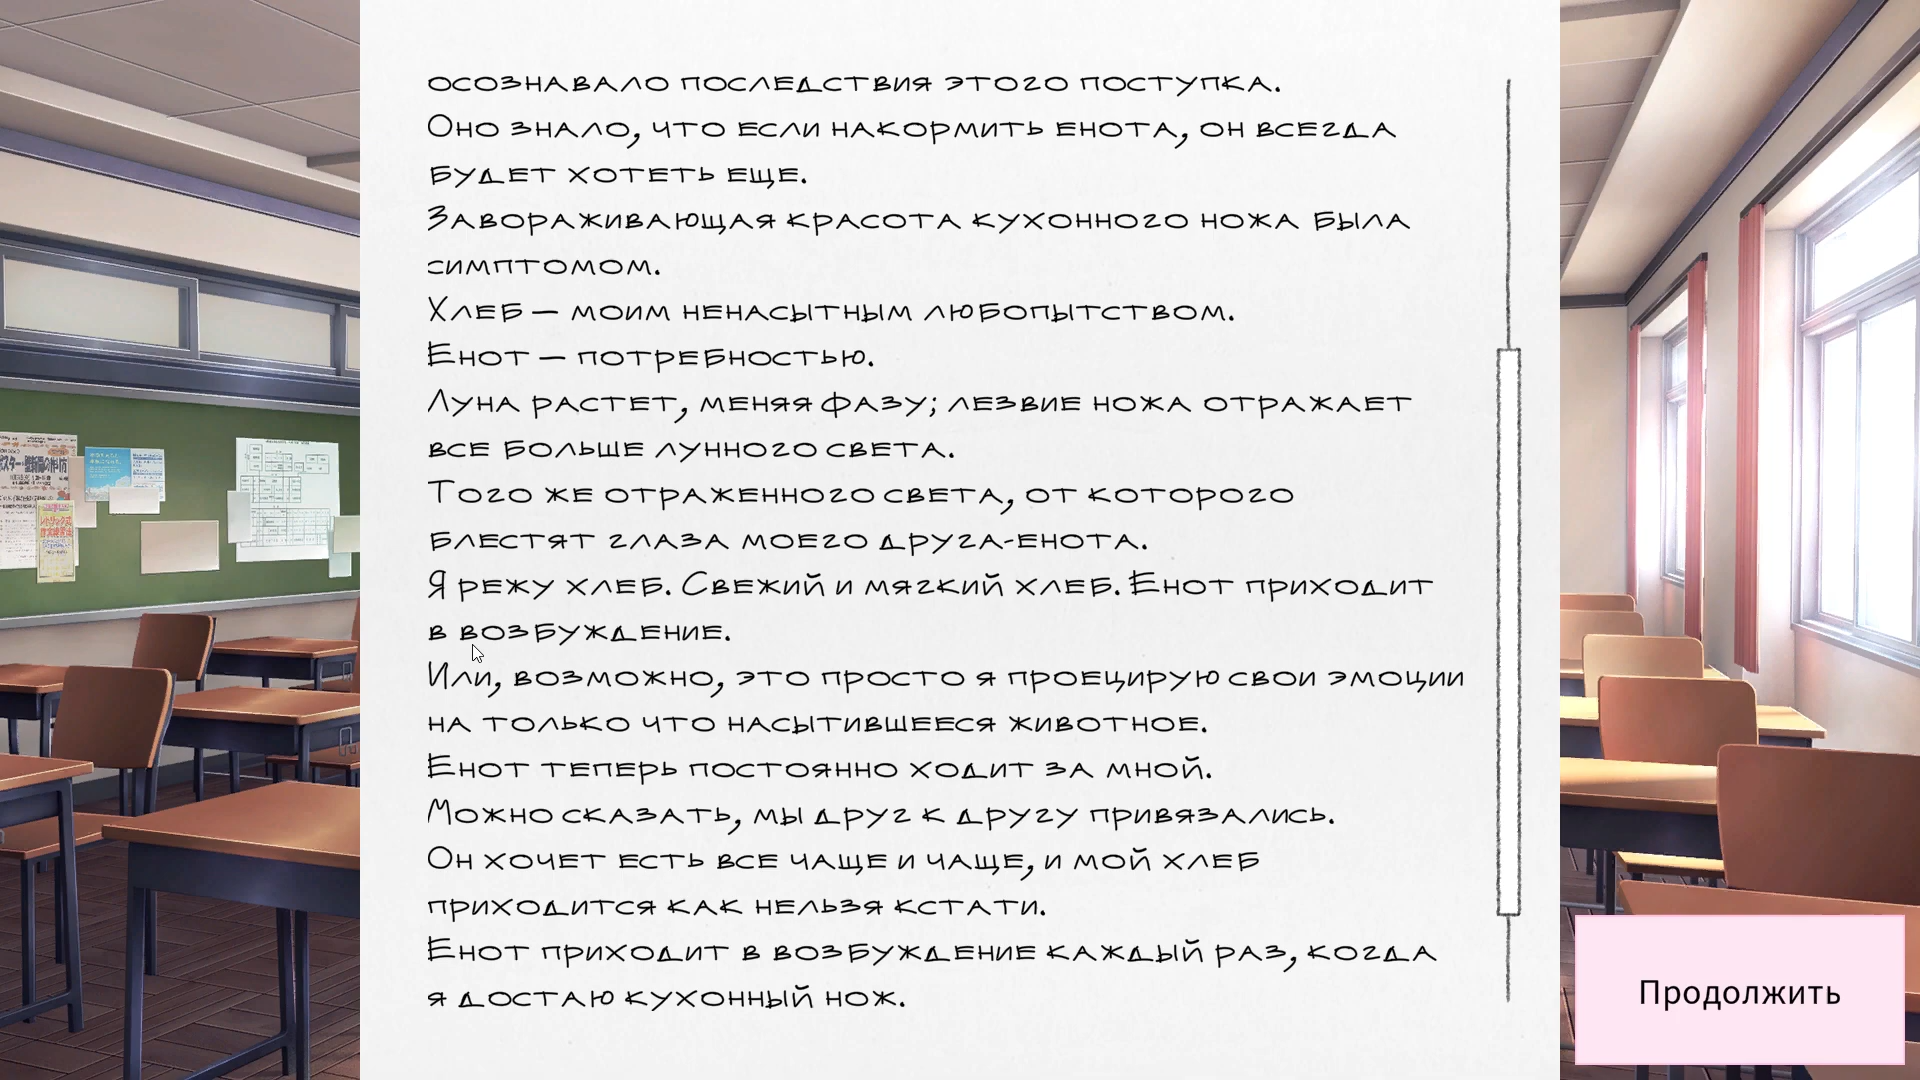 осознавало последствия этого поступка.
Оно знало, что если накормить енота, он всегда
будет хотеть еще.
Завораживающая красота кухонного ножа была
симптомом.
Хлеб — моим ненасытным любопытством.
Енот — потребностью.
Луна растет, меняя фазу; лезвие ножа отражает
все больше лунного света.
Того же отраженного света, от которого
блестят глаза моего друга-енота.
Я режу хлеб. Свежий и мягкий хлеб. Енот приходит
в возбуждение.
Или, возможно, это просто я проецирую свои эмоции
на только что насытившееся животное.
Енот теперь постоянно ходит за мной.
Можно сказать, мы друг к другу привязались.
Он хочет есть все чаще и чаще, и мой хлеб
приходится как нельзя кстати.
Енот приходит в возбуждение каждый раз, когда
я достаю кухонный нож.
Продолжить